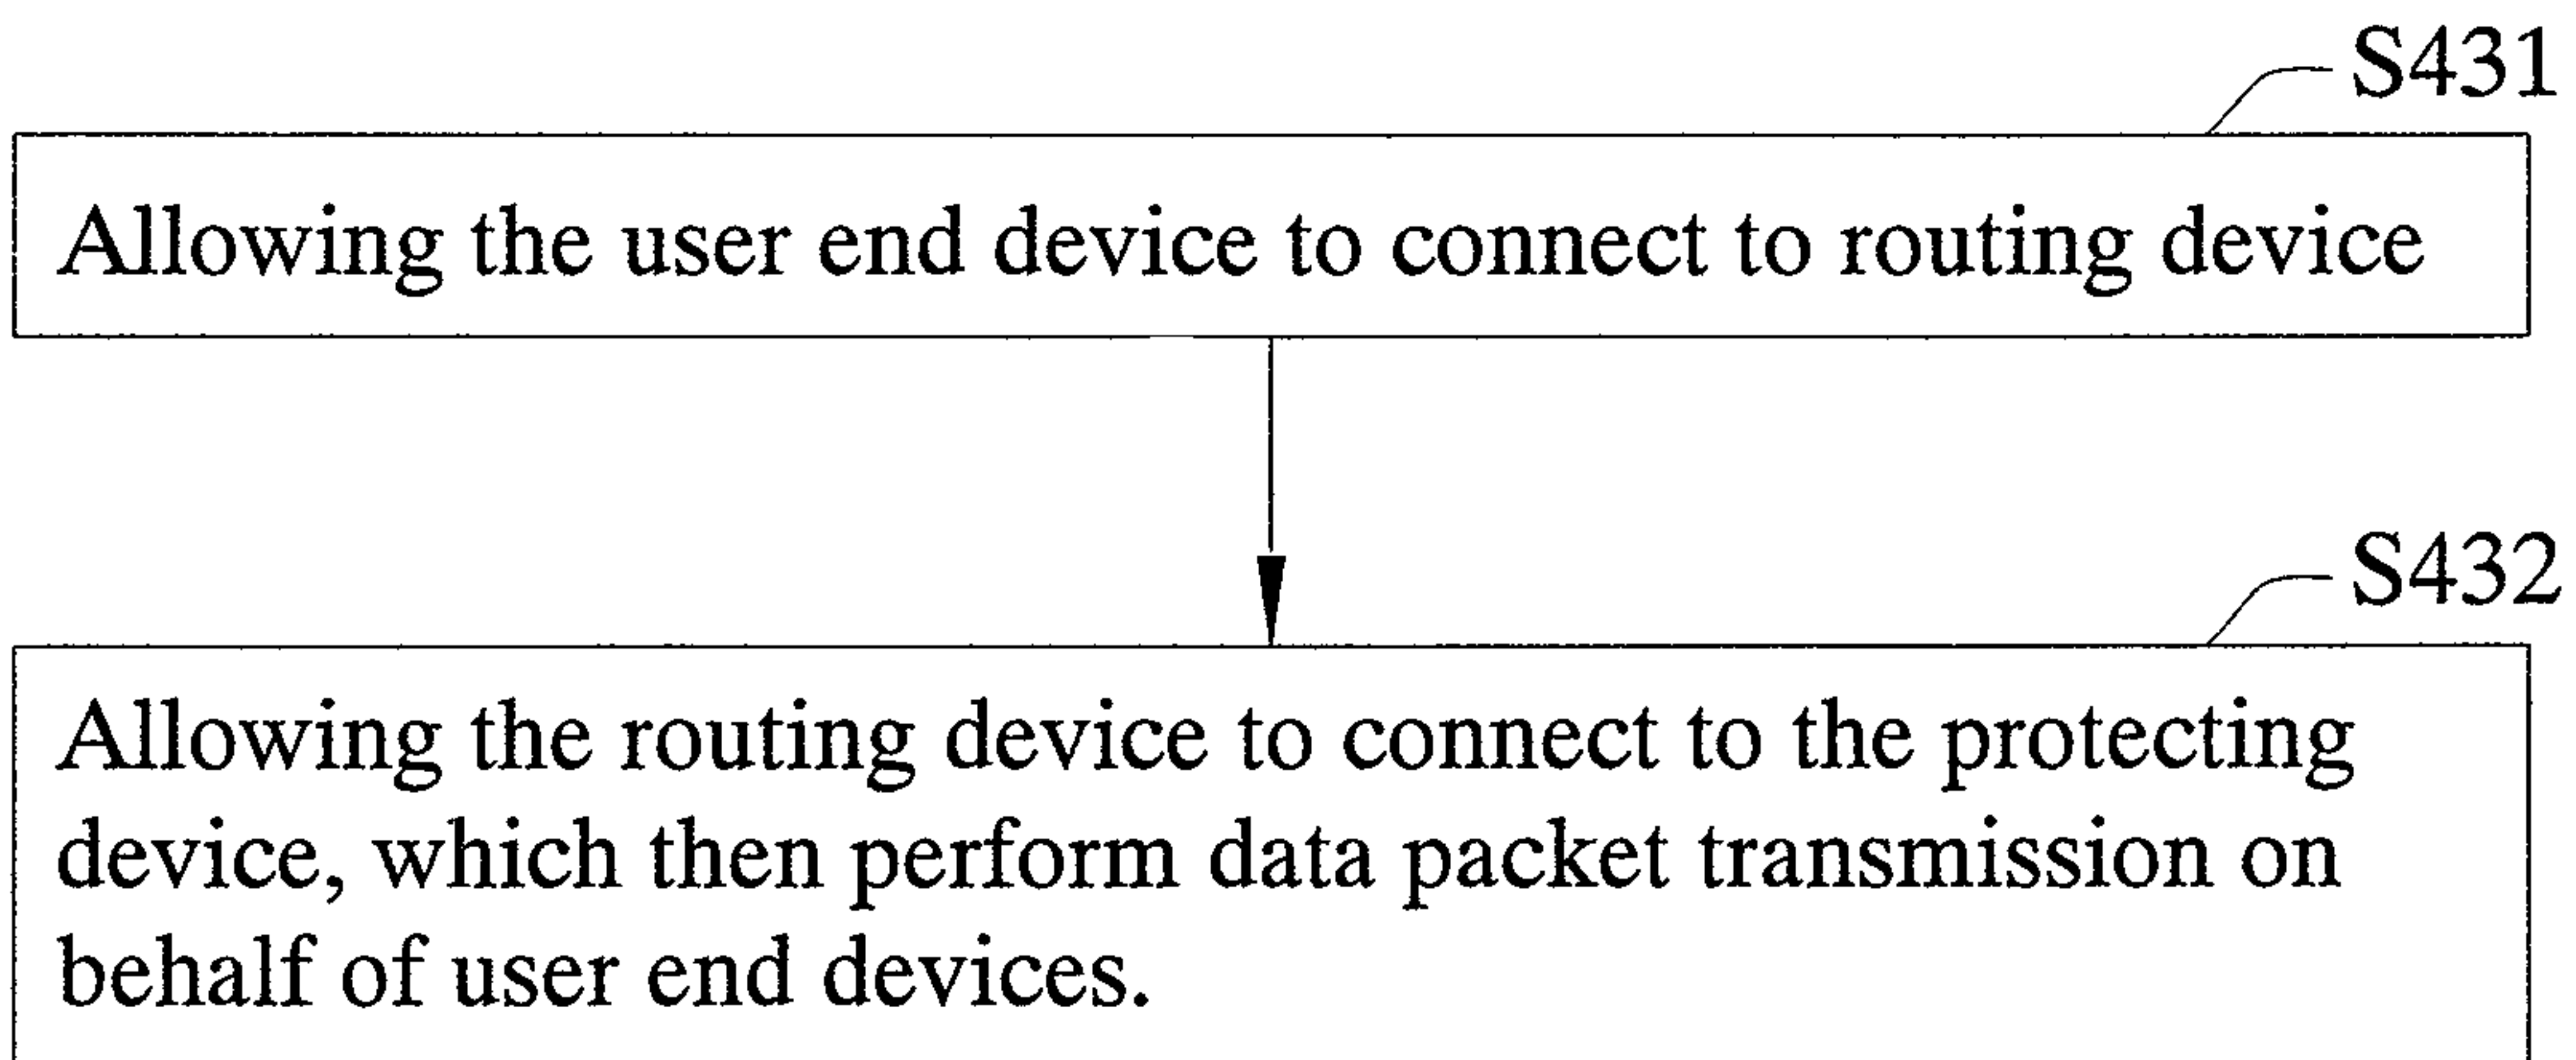 S431
Allowing the user end device to connect to routing device
S432
Allowing the routing device to connect to the protecting
device, which then perform data packet transmission on
behalf of user end devices.